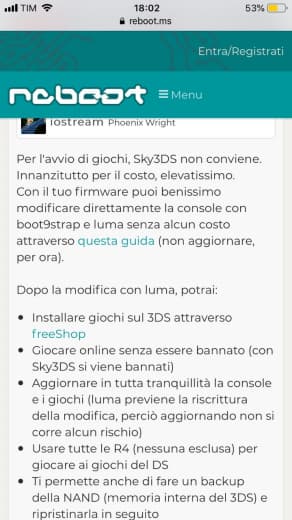 TIM 18:02 53%
reboot.ms
Entra/Registrati
reboot Menu
iostream Phoenix Wright
Per l'avvio di giochi, Sky3DS non conviene.
Innanzitutto per il costo, elevatissimo.
Con il tuo firmware puoi benissimo
modificare direttamente la console con
boot9strap e luma senza alcun costo
attraverso questa guida (non aggiornare,
per ora).
Dopo la modifica con luma, potrai:
• Installare giochi sul 3DS attraverso
freeShop
• Giocare online senza essere bannato (con
Sky3DS si viene bannati)
• Aggiornare in tutta tranquillità la console
e i giochi (luma previene la riscrittura
della modifica, perciò aggiornando non si
corre alcun rischio)
• Usare tutte le R4 (nessuna esclusa) per
giocare ai giochi del DS
• Ti permette anche di fare un backup
della NAND (memoria interna del 3DS) e
ripristinarla in seguito